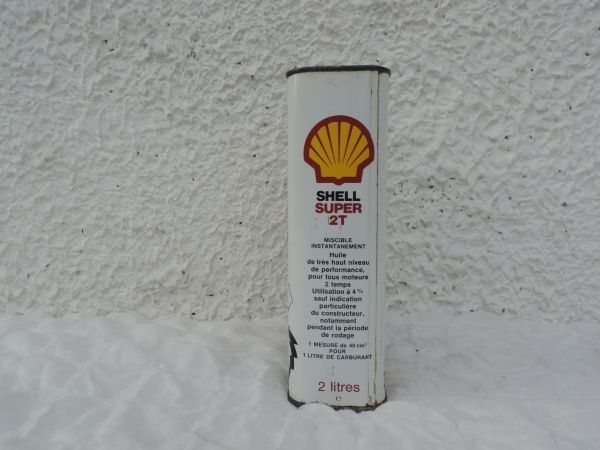 SHELL
SUPER
2T
MISCIBLE
INSTANTANEMENT
Huile
de très haut niveau
de performance,
pour tous moteurs
2 temps
Utilisation à 4 %
sauf indication
particulière
du constructeur,
notamment
pendant la période
de rodage
1 MESURE de 40 cm³
POUR
1 LITRE DE CARBURANT
2 litres
e